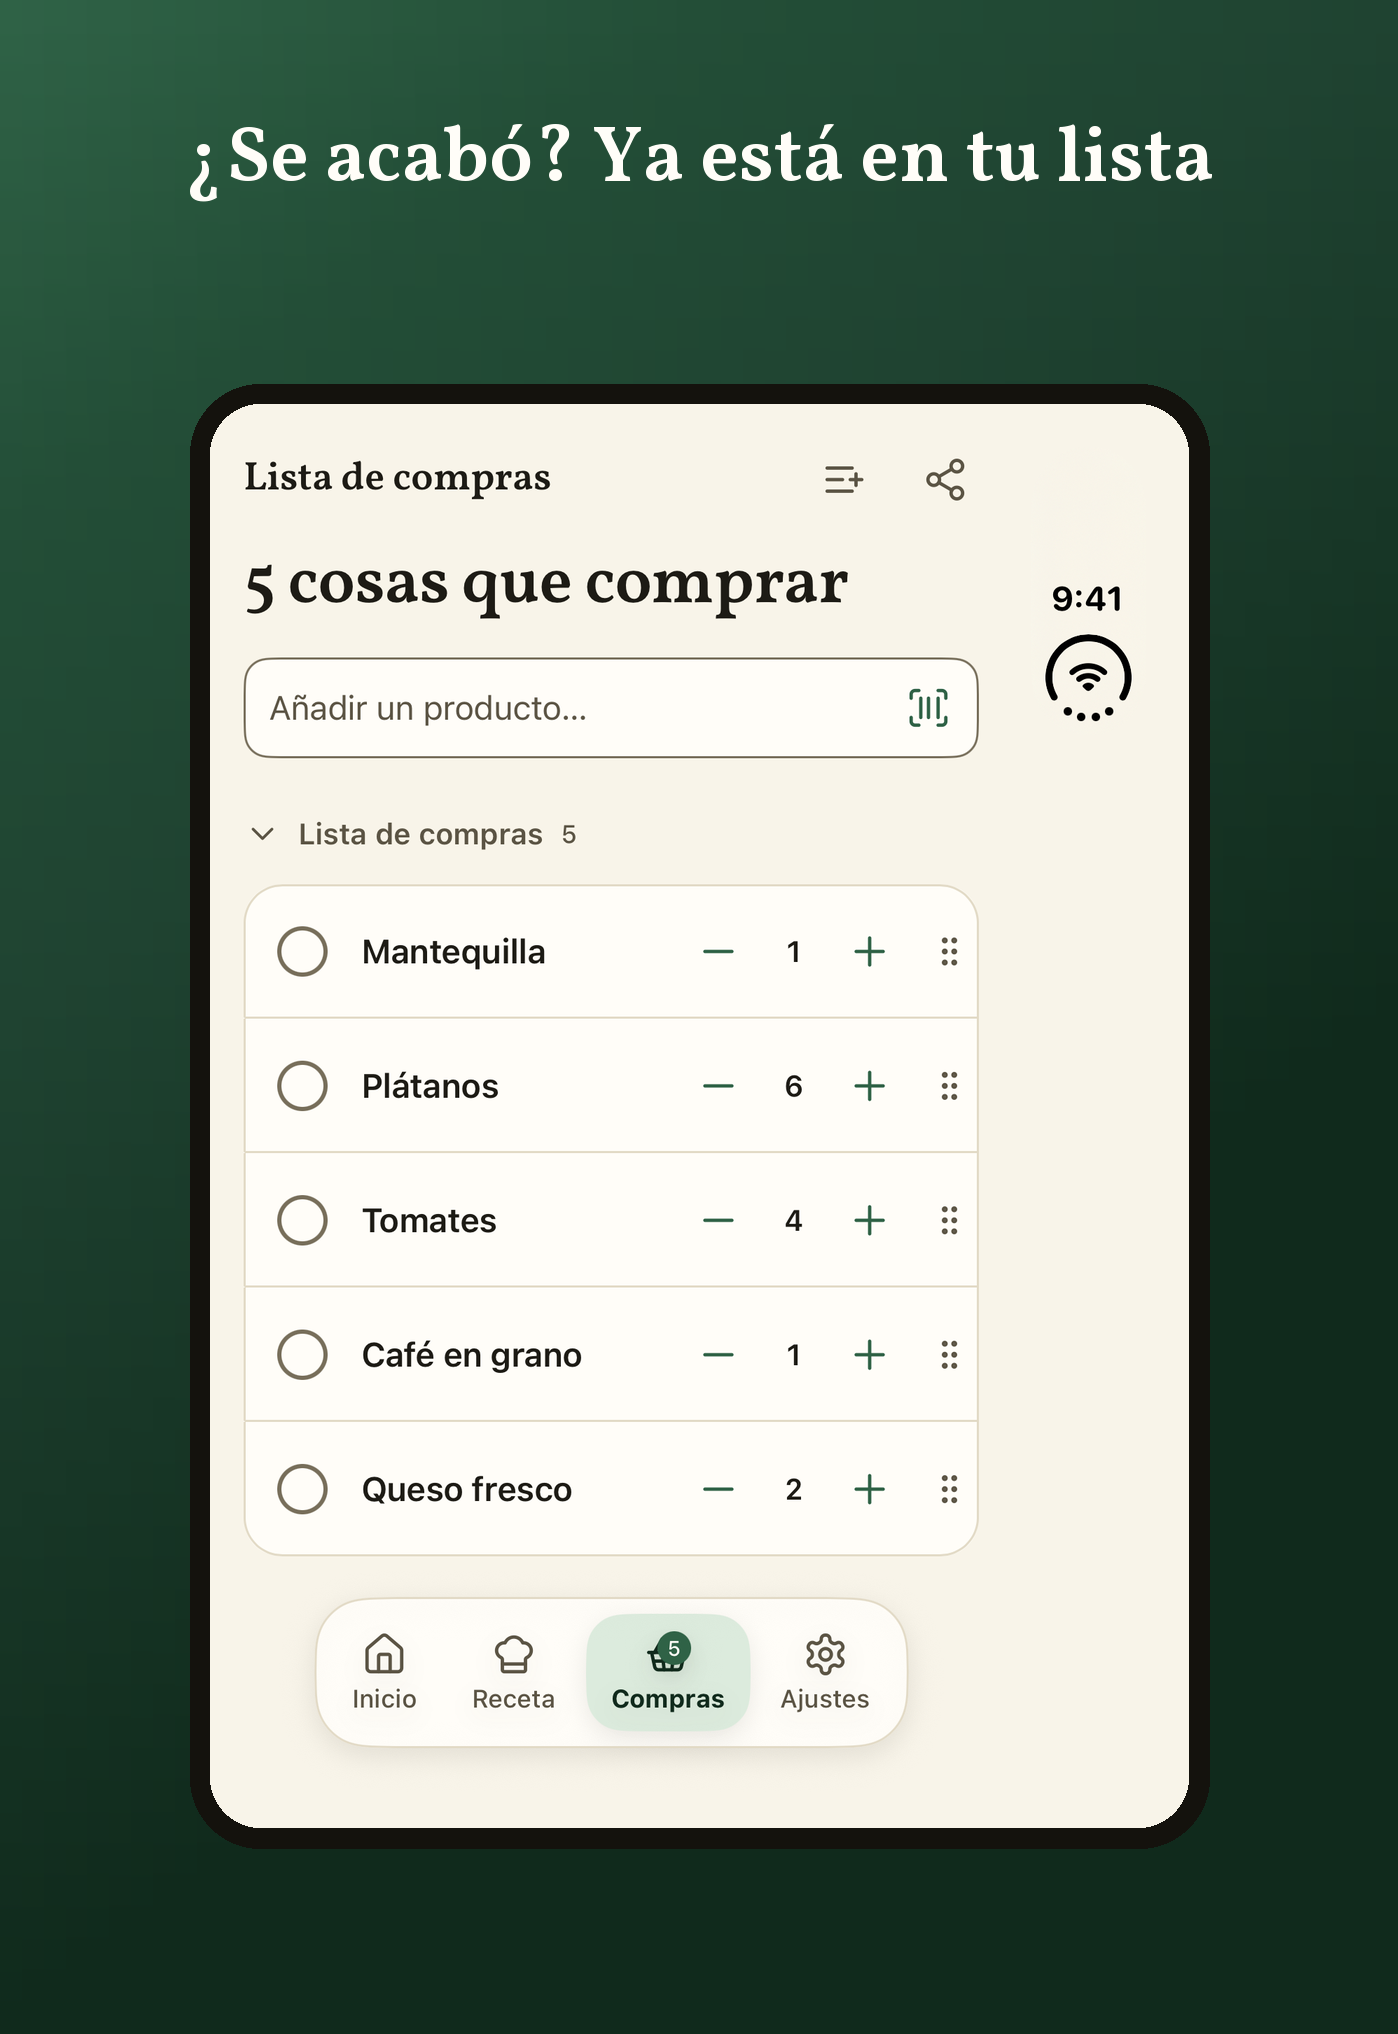 ¿Se acabó? Ya está en tu lista
Lista de compras
5 cosas que comprar
9:41
Añadir un producto...
Lista de compras 5
Mantequilla 1
Plátanos 6
Tomates 4
Café en grano 1
Queso fresco 2
5
Inicio Receta Compras Ajustes